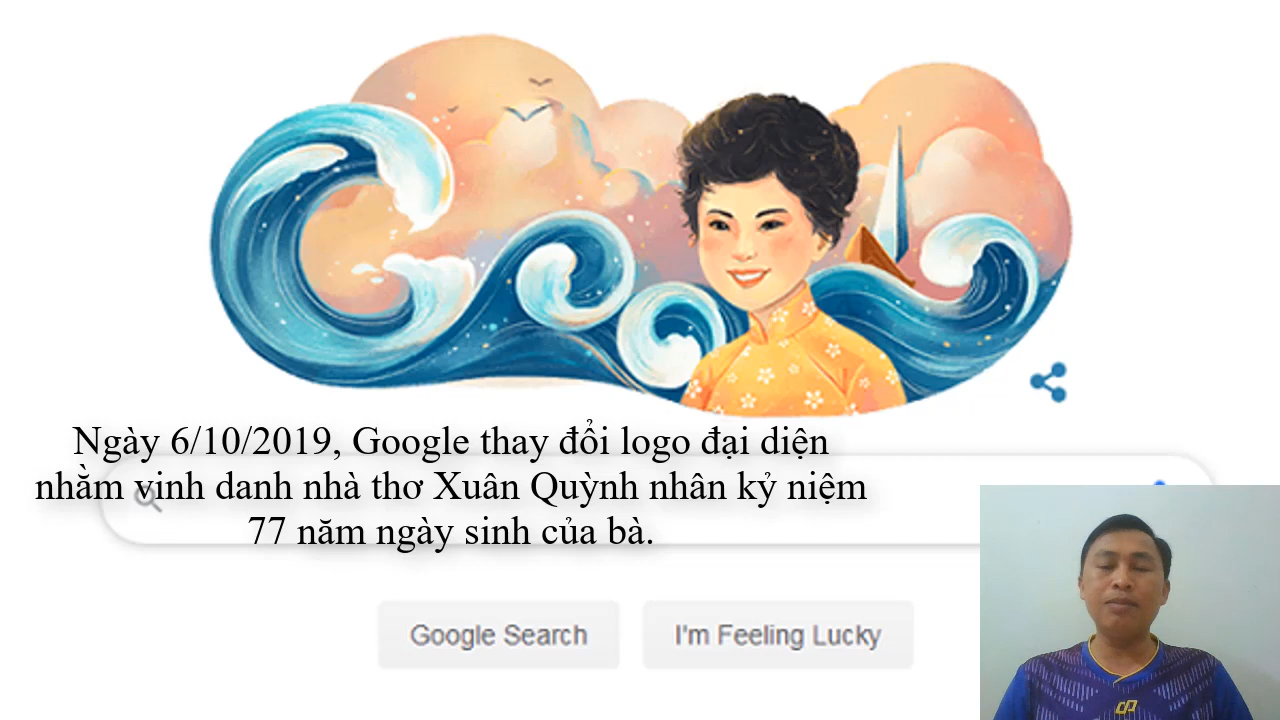 Ngày 6/10/2019, Google thay đổi logo đại diện
nhằm vinh danh nhà thơ Xuân Quỳnh nhân kỷ niệm
77 năm ngày sinh của bà.
Google Search
I'm Feeling Lucky